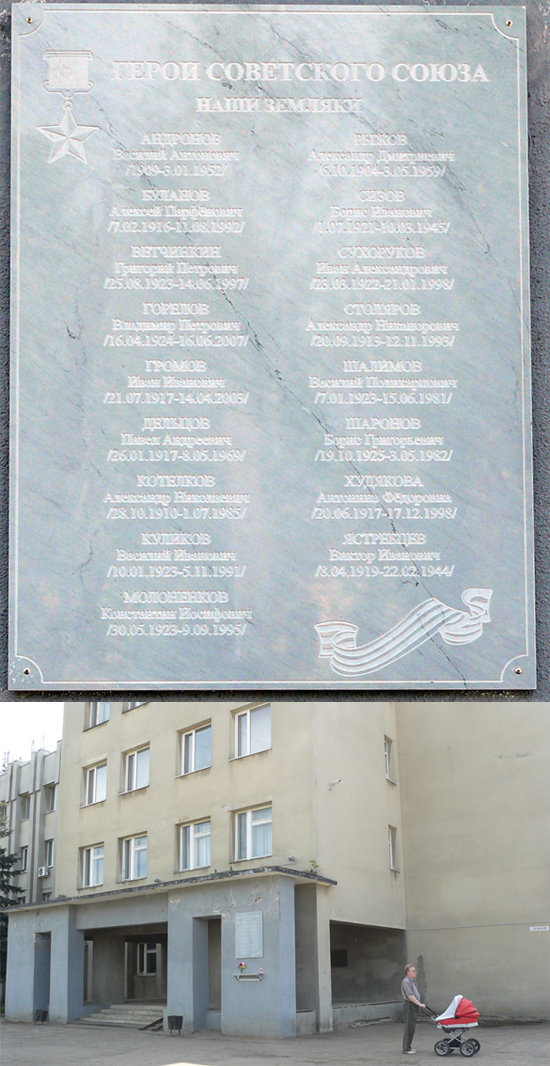 ГЕРОИ СОВЕТСКОГО СОЮЗА
НАШИ ЗЕМЛЯКИ
АНДРОНОВ
Василий Антонович
/1909-3.01.1952/
БУЛАНОВ
Алексей Парфёнович
/7.02.1916-11.08.1992/
ВЕТЧИНКИН
Григорий Петрович
/25.08.1923-14.06.1997/
ГОРЕЛОВ
Владимир Петрович
/16.04.1924-16.06.2007/
ГРОМОВ
Иван Иванович
/21.07.1917-14.04.2003/
ДЕЛЬЦОВ
Павел Андреевич
/26.01.1917-8.05.1969/
КОТЕЛКОВ
Александр Николаевич
/28.10.1910-1.07.1985/
КУЛИКОВ
Василий Иванович
/10.01.1923-5.11.1991/
МОЛОНЕНКОВ
Константин Иосифович
/30.05.1923-9.09.1995/
РЫКОВ
Александр Дмитриевич
/6.10.1904-3.05.1959/
СИЗОВ
Борис Иванович
/1.07.1921-10.03.1945/
СУХОРУКОВ
Иван Александрович
/25.03.1922-21.01.1998/
СТОЛЯРОВ
Александр Никанорович
/20.09.1913-12.11.1993/
ШАЛИМОВ
Василий Поликарпович
/7.01.1923-15.06.1981/
ШАРОНОВ
Борис Григорьевич
/19.10.1925-3.05.1982/
ХУДЯКОВА
Антонина Фёдоровна
/20.06.1917-17.12.1998/
ЯСТРЕБЦЕВ
Виктор Иванович
/8.04.1919-22.02.1944/